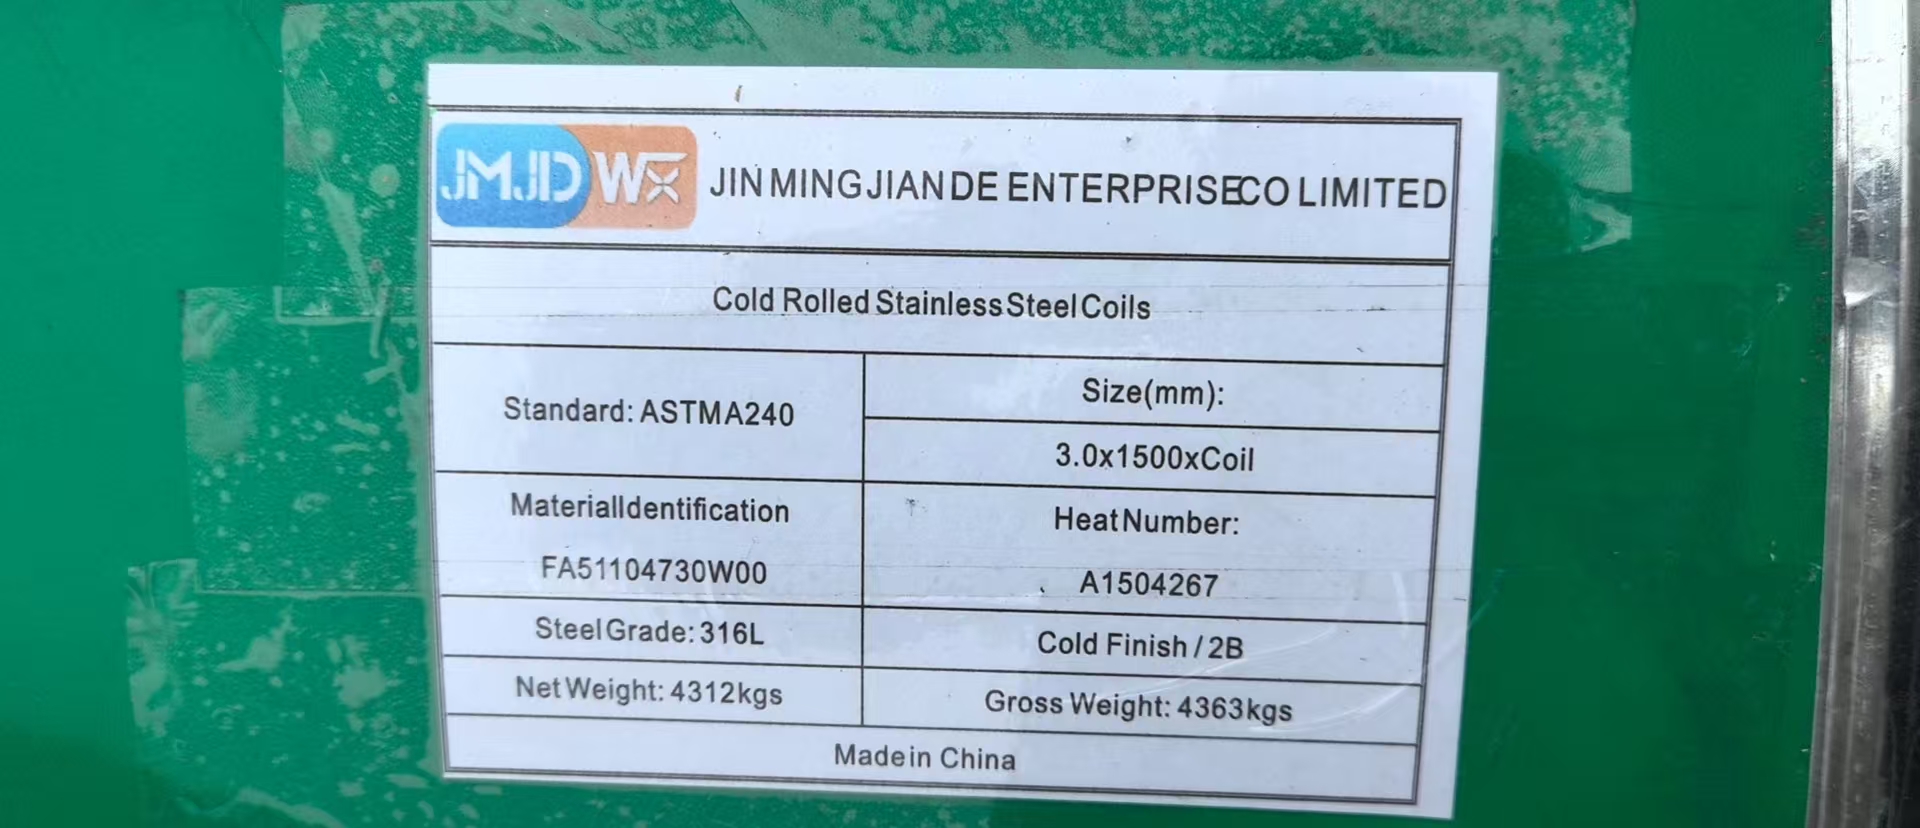 JMJD WX JIN MING JIAN DE ENTERPRISECO LIMITED
Cold Rolled Stainless Steel Coils
Standard: ASTMA240
Size(mm):
3.0x1500xCoil
MaterialIdentification
FA51104730W00
Heat Number:
A1504267
Steel Grade: 316L
Cold Finish / 2B
Net Weight: 4312kgs
Gross Weight: 4363kgs
Made in China